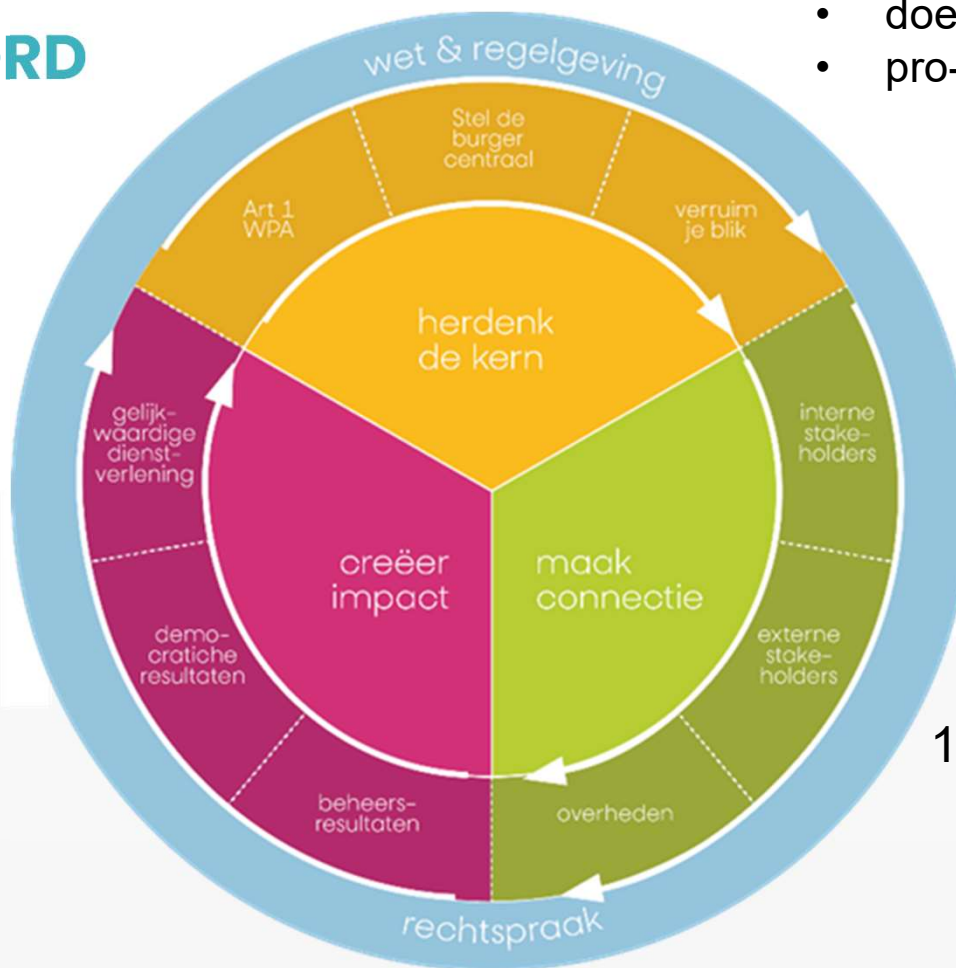 ORD
• doe
• pro-
wet & regelgeving
Stel de
burger
centraal
Art 1
WPA
verruim
je blik
herdenk
de kern
gelijk-
waardige
dienst-
verlening
interne
stake-
holders
creëer
impact
maak
connectie
demo-
cratiche
resultaten
externe
stake-
holders
1
beheers-
resultaten
overheden
rechtspraak